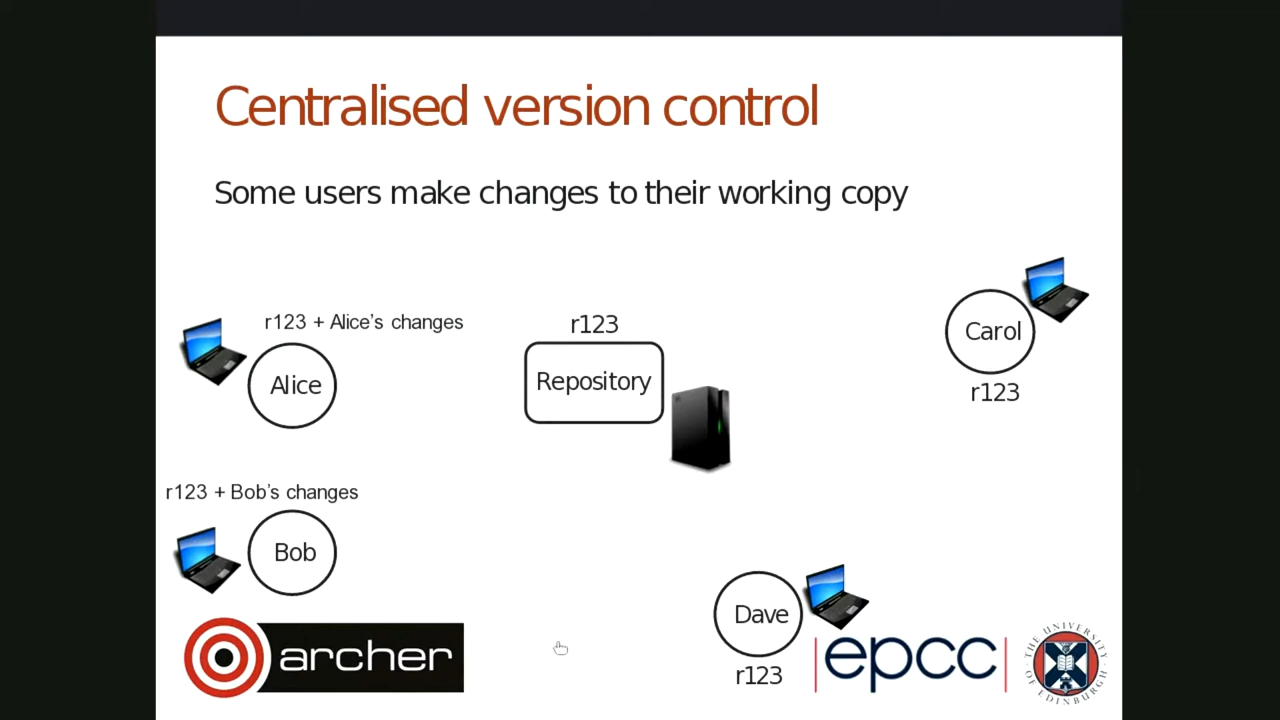 Centralised version control
Some users make changes to their working copy
r123 + Alice's changes
Alice
r123
Repository
Carol
r123
r123 + Bob's changes
Bob
Dave
r123
archer
epcc
THE UNIVERSITY OF EDINBURGH